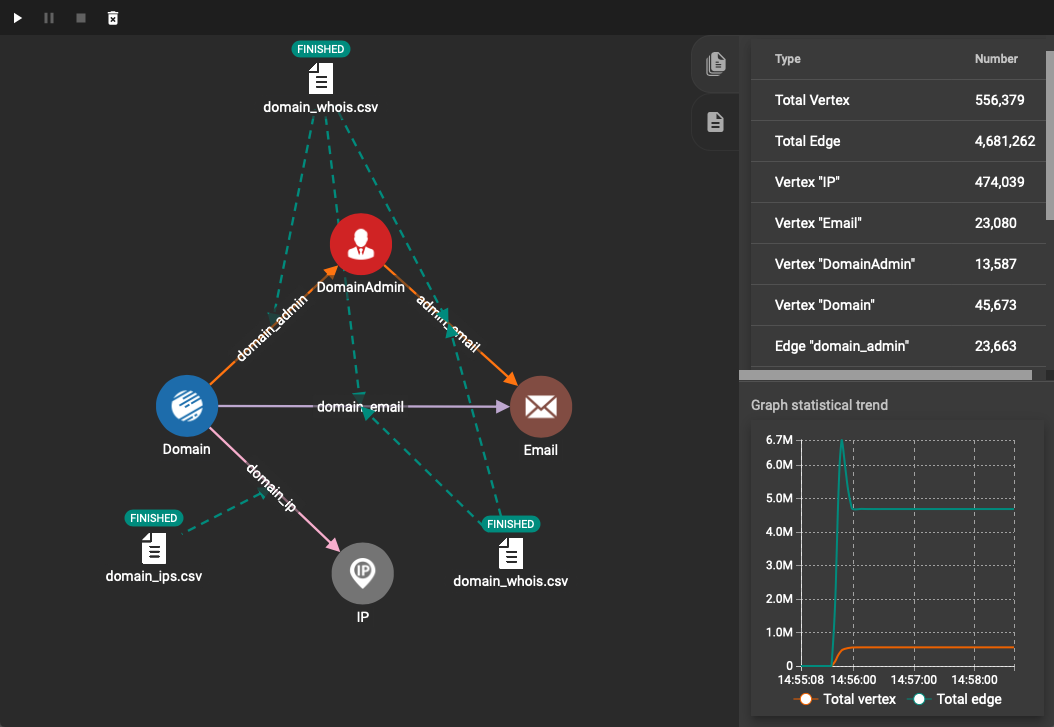 FINISHED
domain_whois.csv
DomainAdmin
domain_admin
admin_email
domain_email
Domain
Email
domain_ip
FINISHED
domain_ips.csv
FINISHED
domain_whois.csv
IP
IP
Type Number
Total Vertex 556,379
Total Edge 4,681,262
Vertex "IP" 474,039
Vertex "Email" 23,080
Vertex "DomainAdmin" 13,587
Vertex "Domain" 45,673
Edge "domain_admin" 23,663
Graph statistical trend
6.7M
6.0M
5.0M
4.0M
3.0M
2.0M
1.0M
0
14:55:08 14:56:00 14:57:00 14:58:00
Total vertex Total edge